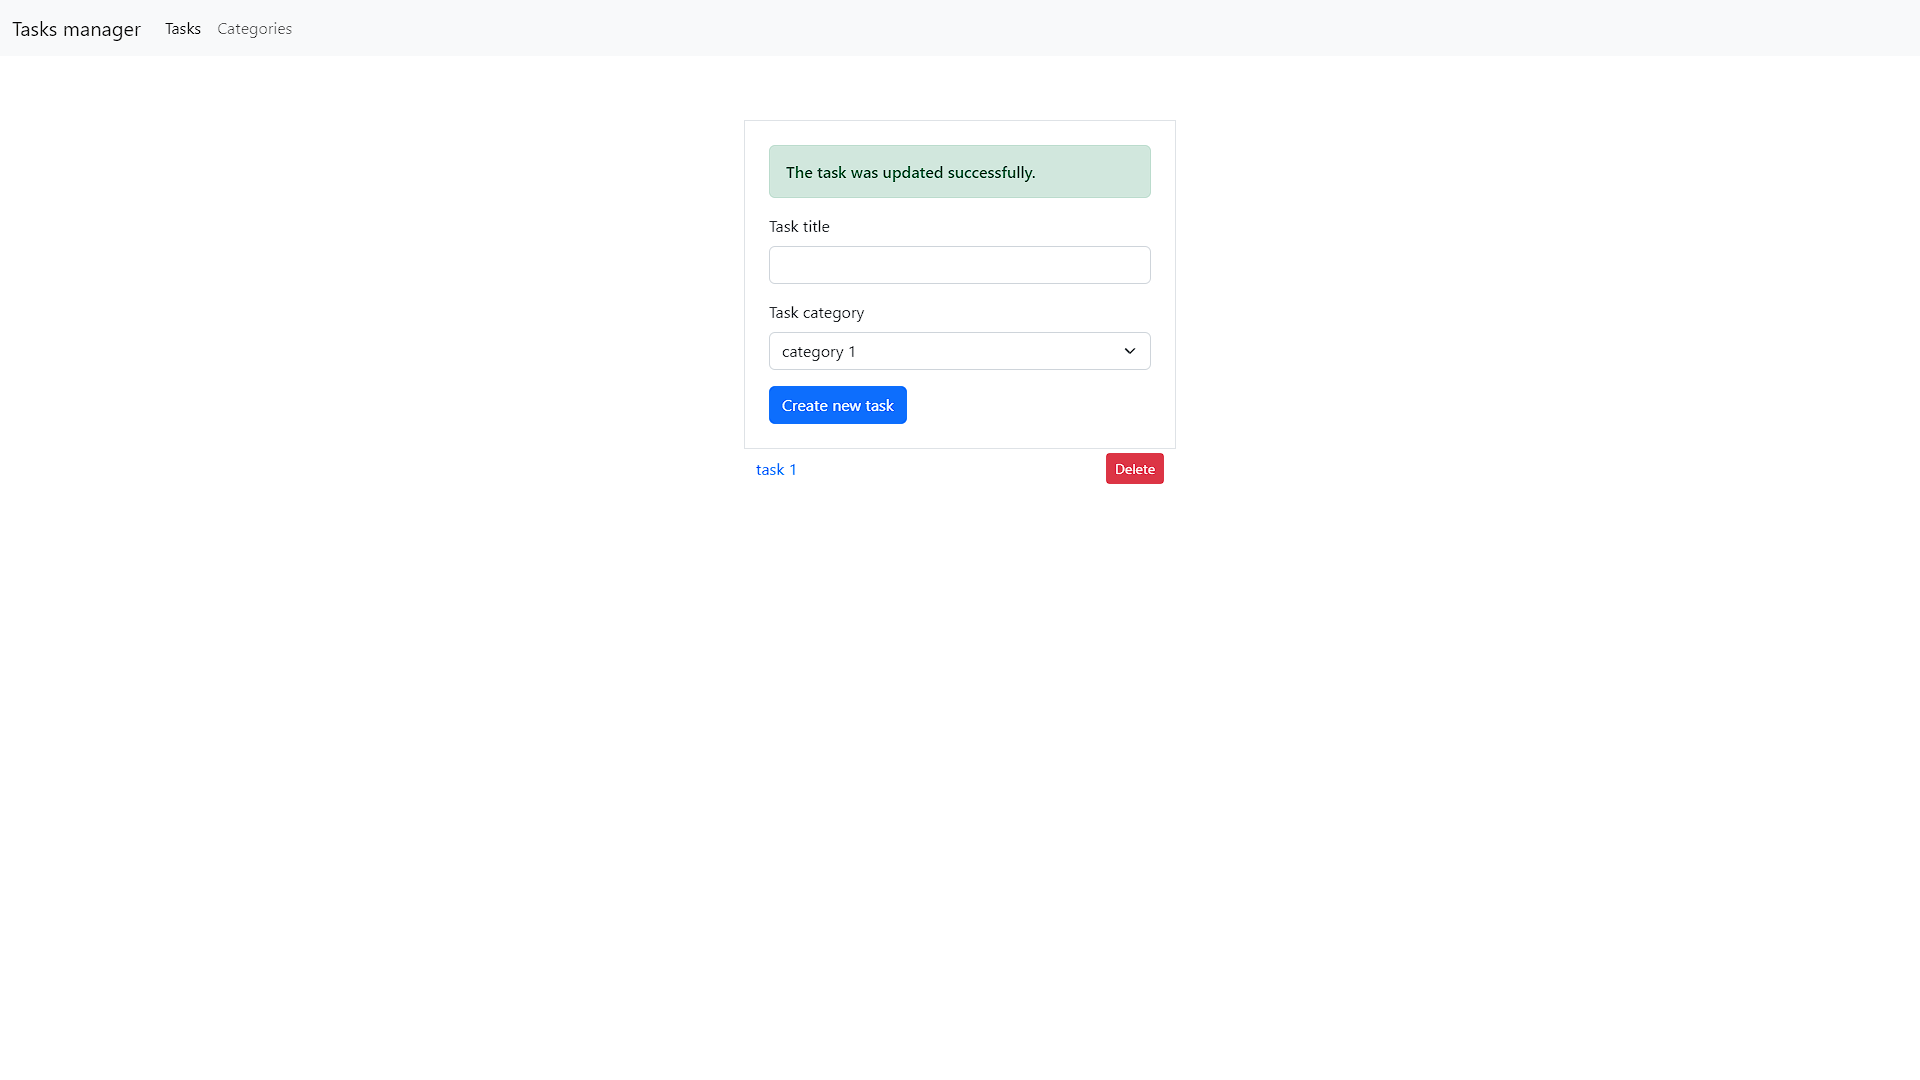 Tasks manager Tasks Categories
The task was updated successfully.
Task title
Task category
category 1
Create new task
task 1 Delete